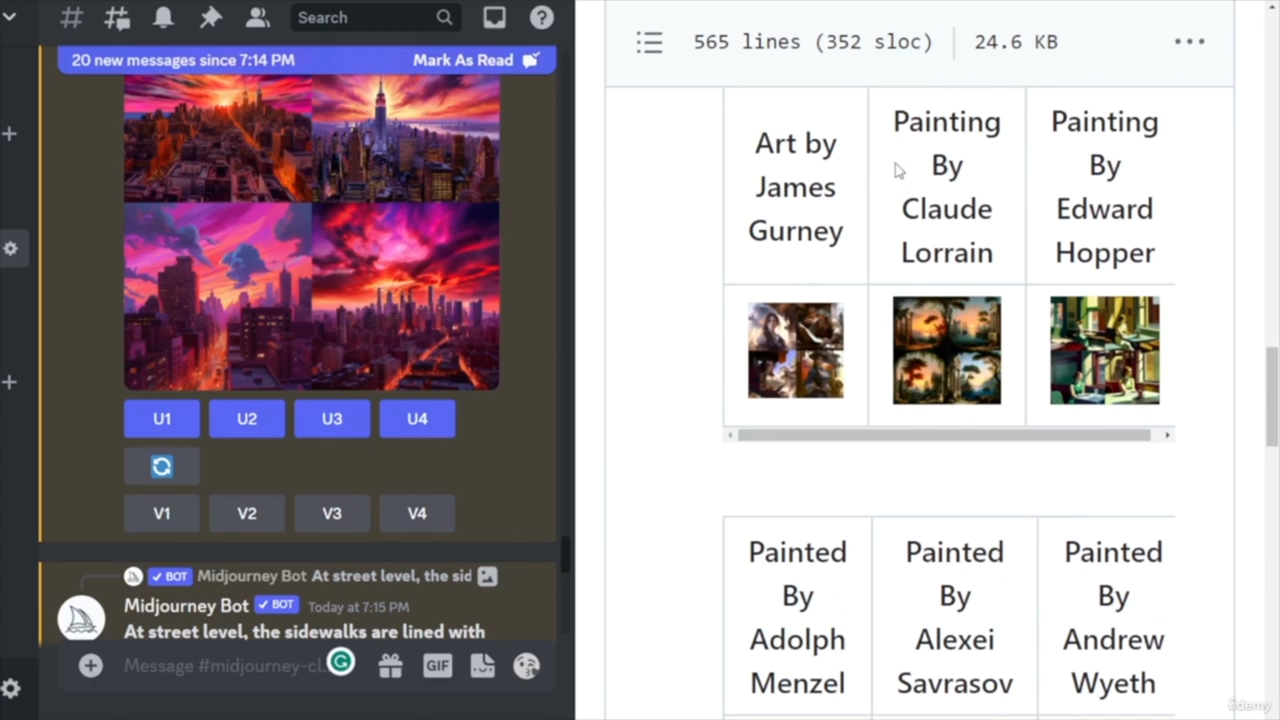 Search
20 new messages since 7:14 PM
Mark As Read
U1
U2
U3
U4
V1
V2
V3
V4
BOT
Midjourney Bot At street level, the sid
Midjourney Bot
BOT
Today at 7:15 PM
At street level, the sidewalks are lined with
Message #midjourney-cl
GIF
565 lines (352 sloc)
24.6 KB
Art by
James
Gurney
Painting
By
Claude
Lorrain
Painting
By
Edward
Hopper
Painted
By
Adolph
Menzel
Painted
By
Alexei
Savrasov
Painted
By
Andrew
Wyeth
ûdemy